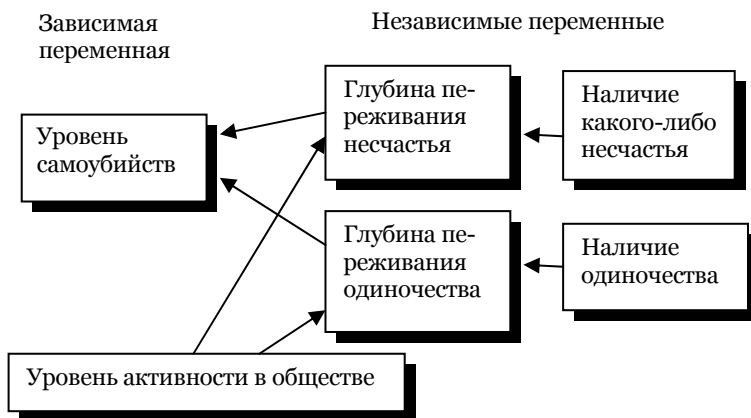 Зависимая
переменная
Независимые переменные
Глубина пе-
реживания
несчастья
Наличие
какого-либо
несчастья
Уровень
самоубийств
Глубина пе-
реживания
одиночества
Наличие
одиночества
Уровень активности в обществе